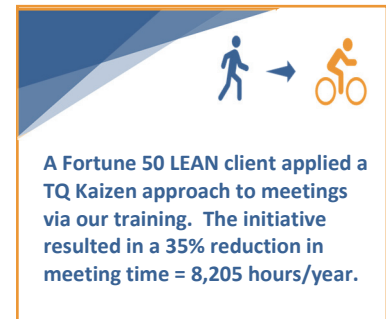 A Fortune 50 LEAN client applied a
TQ Kaizen approach to meetings
via our training.  The initiative
resulted in a 35% reduction in
meeting time = 8,205 hours/year.